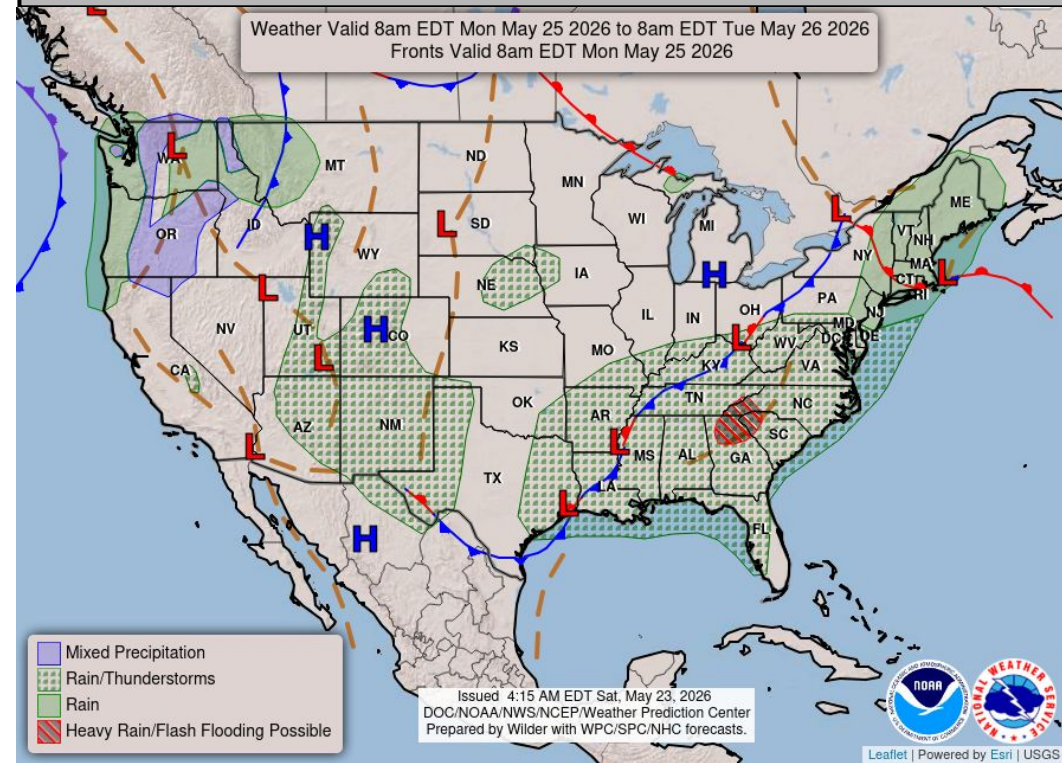 Weather Valid 8am EDT Mon May 25 2026 to 8am EDT Tue May 26 2026
Fronts Valid 8am EDT Mon May 25 2026
L
WA
L
MT
ND
MN
OR
ID
H
WY
L
SD
WI
MI
H
L
NY
VT
NH
ME
MA
CT
RI
L
L
NV
UT
H
CO
NE
IA
IL
IN
OH
PA
NJ
MD
DC
DE
L
WV
VA
KY
CA
L
KS
MO
AZ
NM
OK
AR
TN
NC
SC
L
L
MS
AL
GA
TX
LA
L
FL
H
Mixed Precipitation
Rain/Thunderstorms
Rain
Heavy Rain/Flash Flooding Possible
Issued 4:15 AM EDT Sat, May 23, 2026
DOC/NOAA/NWS/NCEP/Weather Prediction Center
Prepared by Wilder with WPC/SPC/NHC forecasts.
NOAA
NATIONAL WEATHER SERVICE
Leaflet | Powered by Esri | USGS